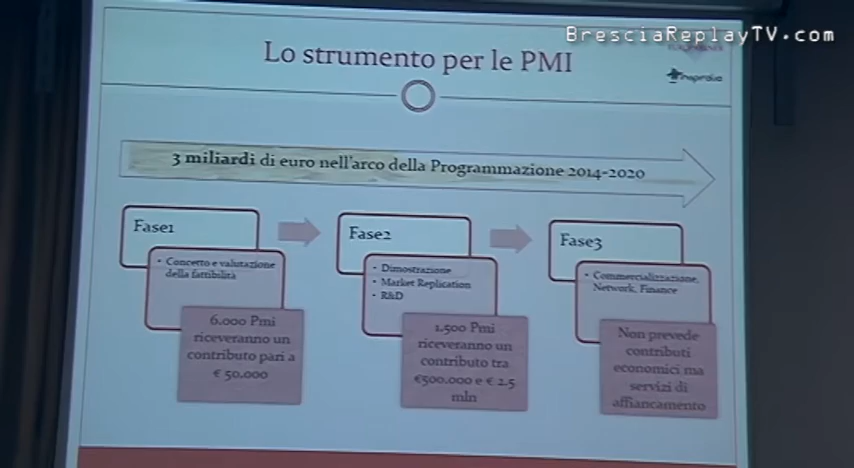 BresciaReplayTV.com
Lo strumento per le PMI
3 miliardi di euro nell'arco della Programmazione 2014-2020
Fase1
• Concetto e valutazione
della fattibilità
6.000 Pmi
riceveranno un
contributo pari a
€ 50.000
Fase2
• Dimostrazione
• Market Replication
• R&D
1.500 Pmi
riceveranno un
contributo tra
€500.000 e € 2.5
mln
Fase3
• Commercializzazione,
Network, Finance
Non prevede
contributi
economici ma
servizi di
affiancamento